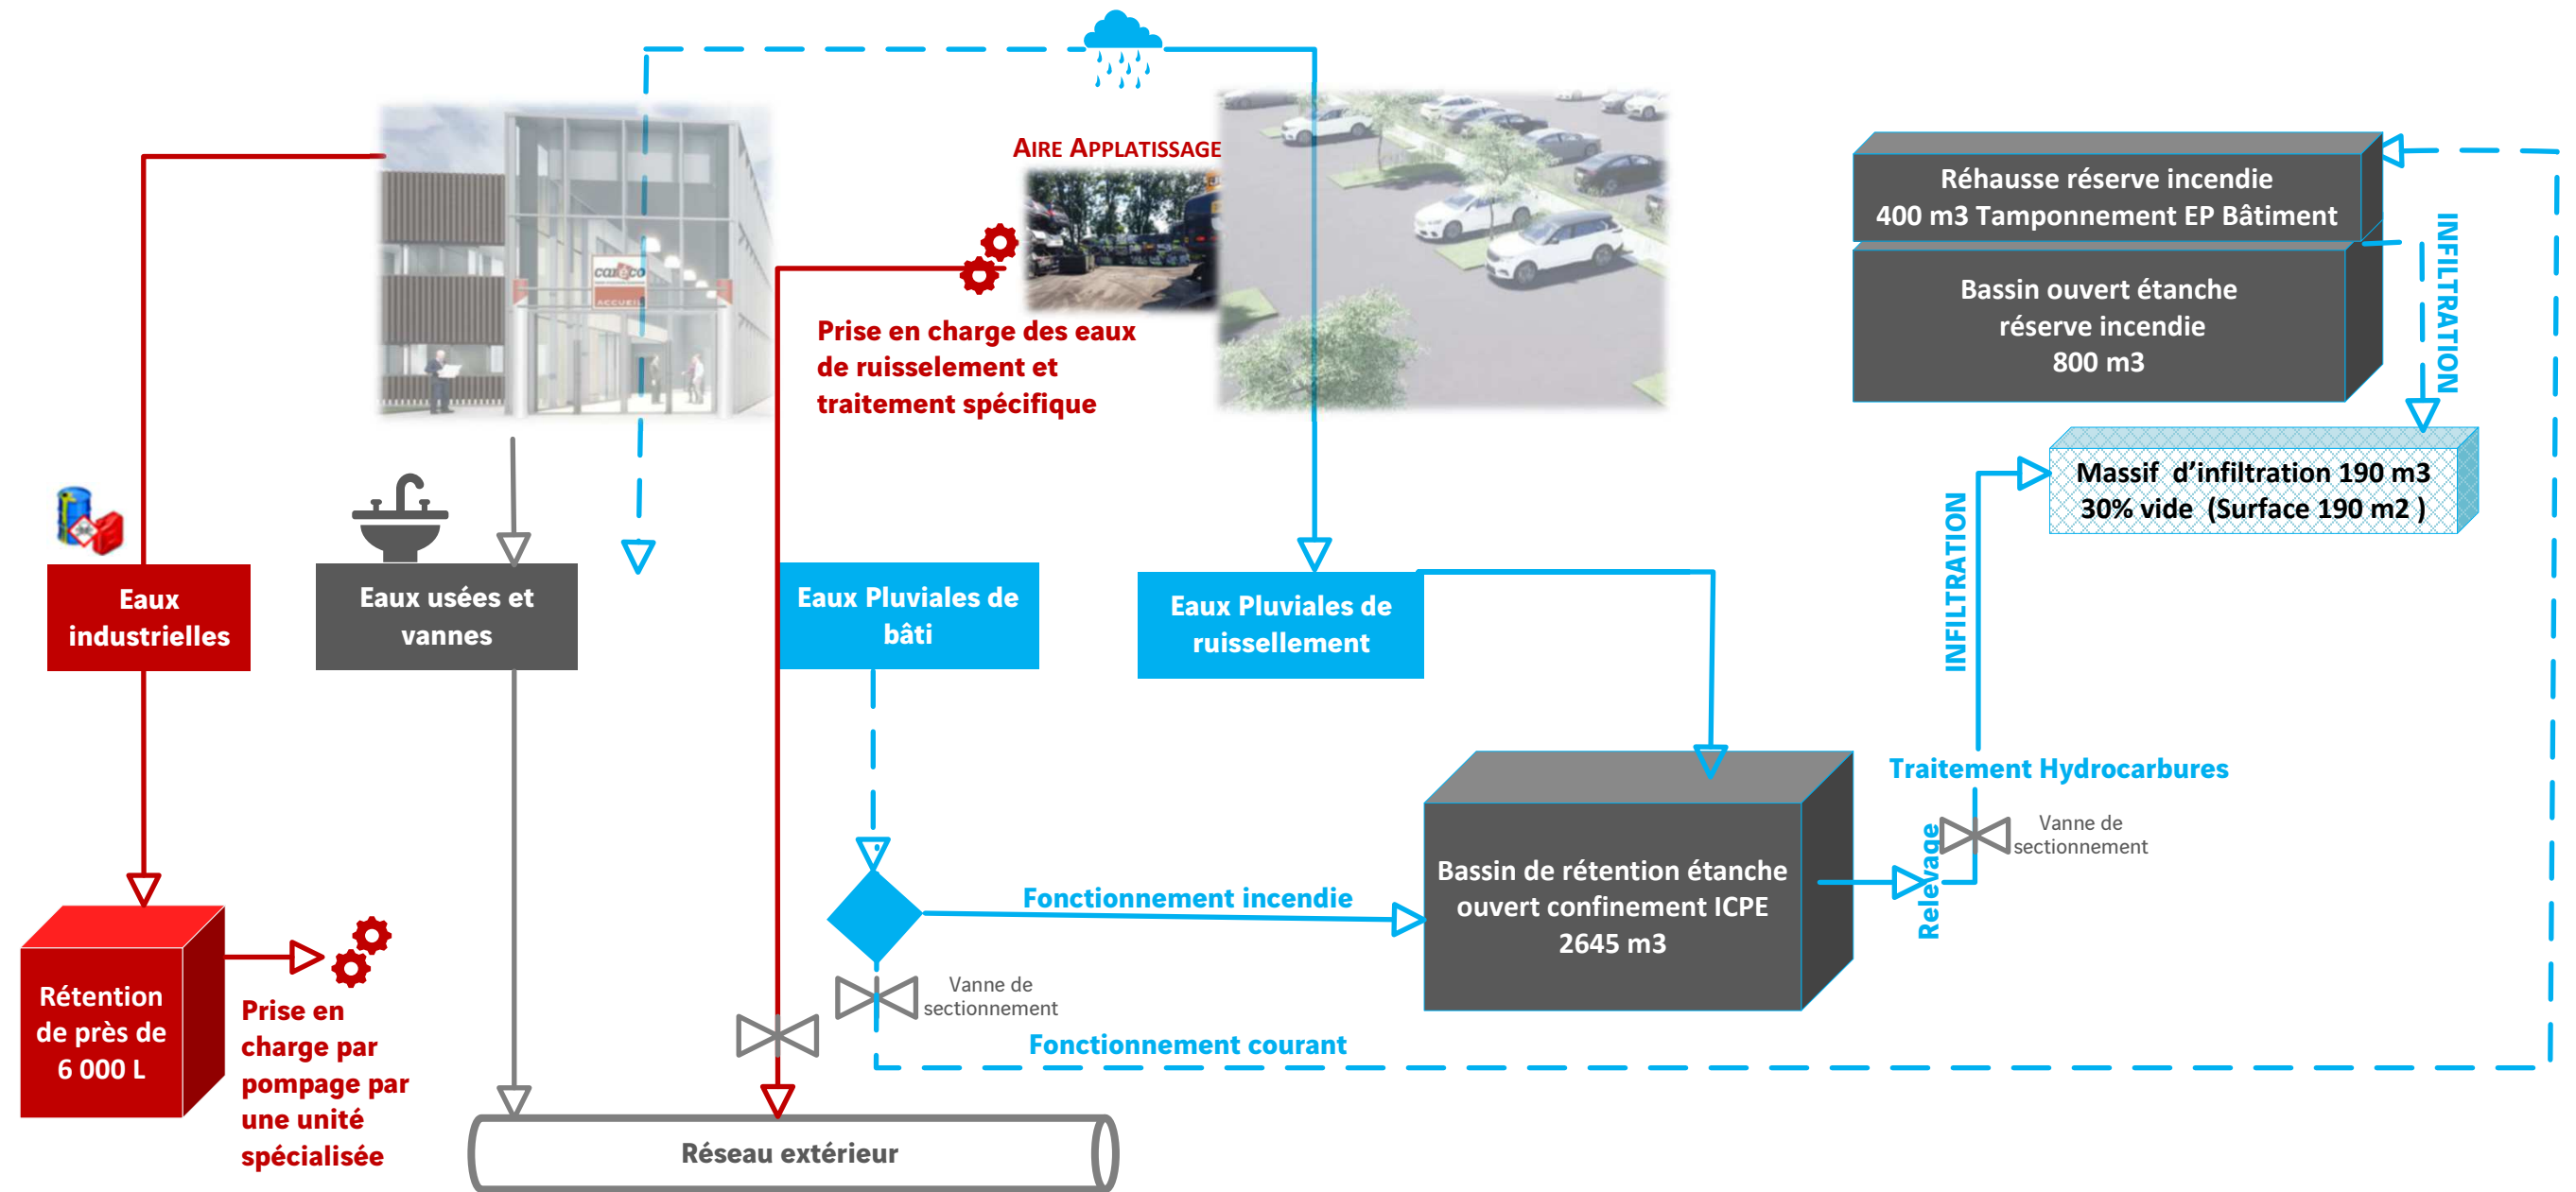 AIRE APPLATISSAGE
Prise en charge des eaux
de ruisselement et
traitement spécifique
careco
ACCUEIL
Réhausse réserve incendie
400 m3 Tamponnement EP Bâtiment
Bassin ouvert étanche
réserve incendie
800 m3
INFILTRATION
Massif d'infiltration 190 m3
30% vide (Surface 190 m2 )
INFILTRATION
Eaux
industrielles
Eaux usées et
vannes
Eaux Pluviales de
bâti
Eaux Pluviales de
ruissellement
Traitement Hydrocarbures
Vanne de
sectionnement
Relevage
Bassin de rétention étanche
ouvert confinement ICPE
2645 m3
Fonctionnement incendie
Vanne de
sectionnement
Fonctionnement courant
Rétention
de près de
6 000 L
Prise en
charge par
pompage par
une unité
spécialisée
Réseau extérieur